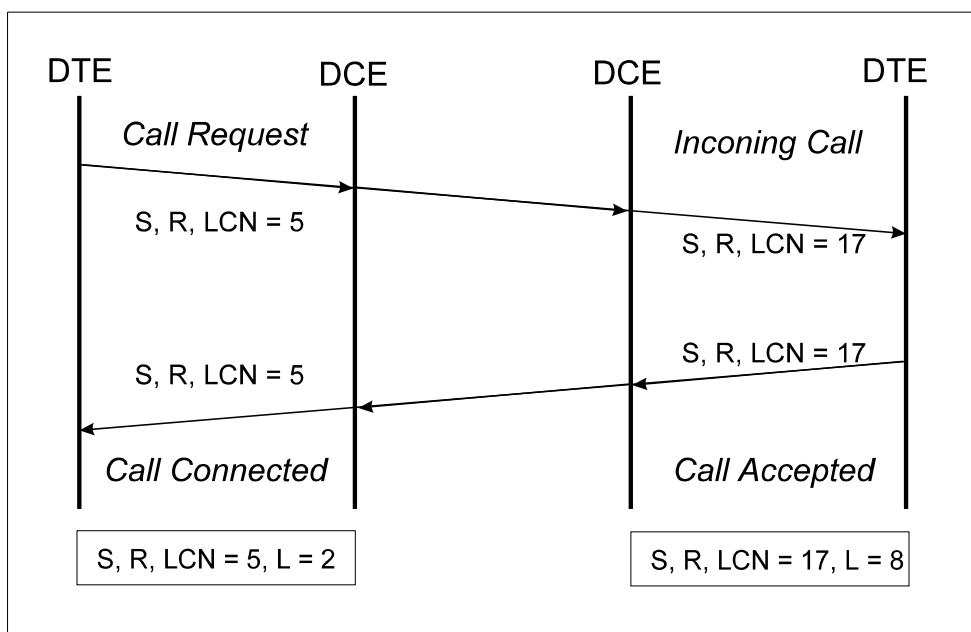 DTE DCE DCE DTE
Call Request
Inconing Call
S, R, LCN = 5
S, R, LCN = 17
S, R, LCN = 17
S, R, LCN = 5
Call Connected
Call Accepted
S, R, LCN = 5, L = 2
S, R, LCN = 17, L = 8